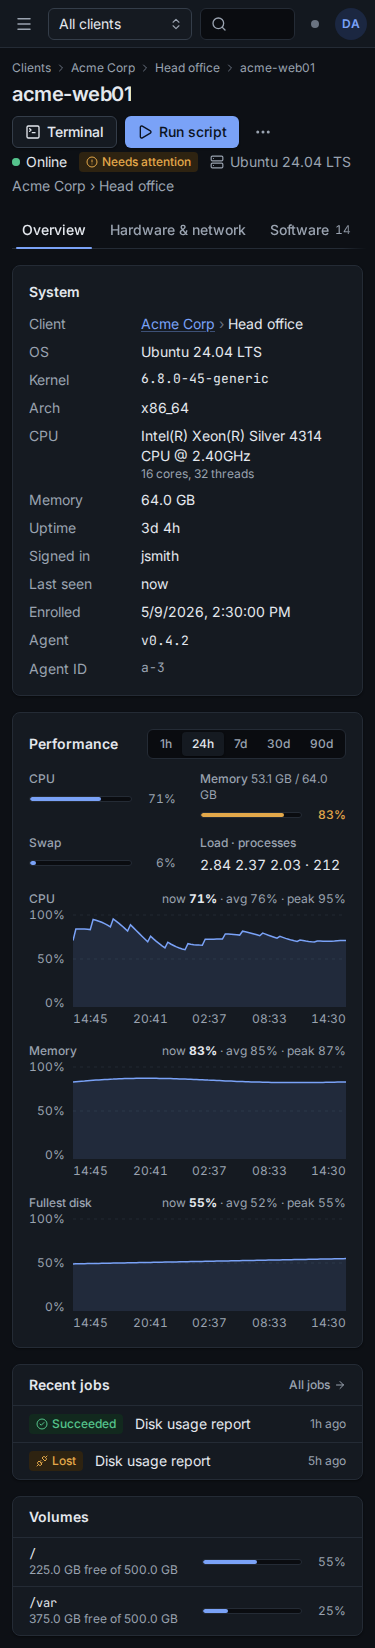 All clients
DA
Clients > Acme Corp > Head office > acme-web01
acme-web01
Terminal
Run script
Online
Needs attention
Ubuntu 24.04 LTS
Acme Corp › Head office
Overview
Hardware & network
Software 14
System
Client Acme Corp › Head office
OS Ubuntu 24.04 LTS
Kernel 6.8.0-45-generic
Arch x86_64
CPU Intel(R) Xeon(R) Silver 4314
CPU @ 2.40GHz
16 cores, 32 threads
Memory 64.0 GB
Uptime 3d 4h
Signed in jsmith
Last seen now
Enrolled 5/9/2026, 2:30:00 PM
Agent v0.4.2
Agent ID a-3
Performance
1h 24h 7d 30d 90d
CPU
71%
Memory 53.1 GB / 64.0
GB
83%
Swap
6%
Load · processes
2.84 2.37 2.03 · 212
CPU now 71% · avg 76% · peak 95%
100%
50%
0%
14:45 20:41 02:37 08:33 14:30
Memory now 83% · avg 85% · peak 87%
100%
50%
0%
14:45 20:41 02:37 08:33 14:30
Fullest disk now 55% · avg 52% · peak 55%
100%
50%
0%
14:45 20:41 02:37 08:33 14:30
Recent jobs All jobs →
Succeeded Disk usage report 1h ago
Lost Disk usage report 5h ago
Volumes
/
225.0 GB free of 500.0 GB 55%
/var
375.0 GB free of 500.0 GB 25%